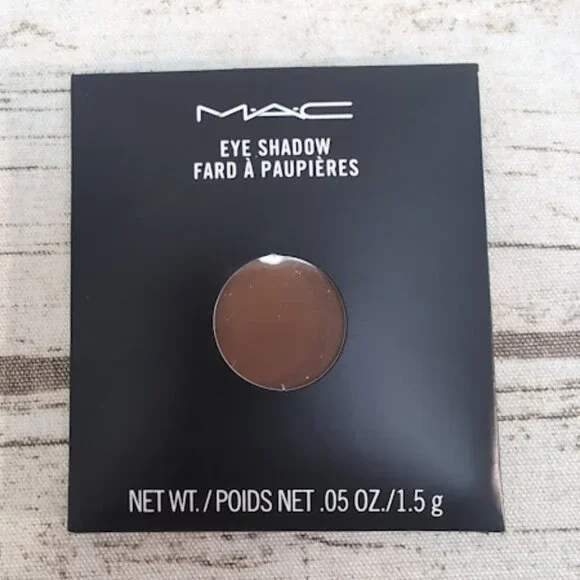 M·A·C
EYE SHADOW
FARD À PAUPIÈRES
NET WT. / POIDS NET .05 OZ./1.5 g